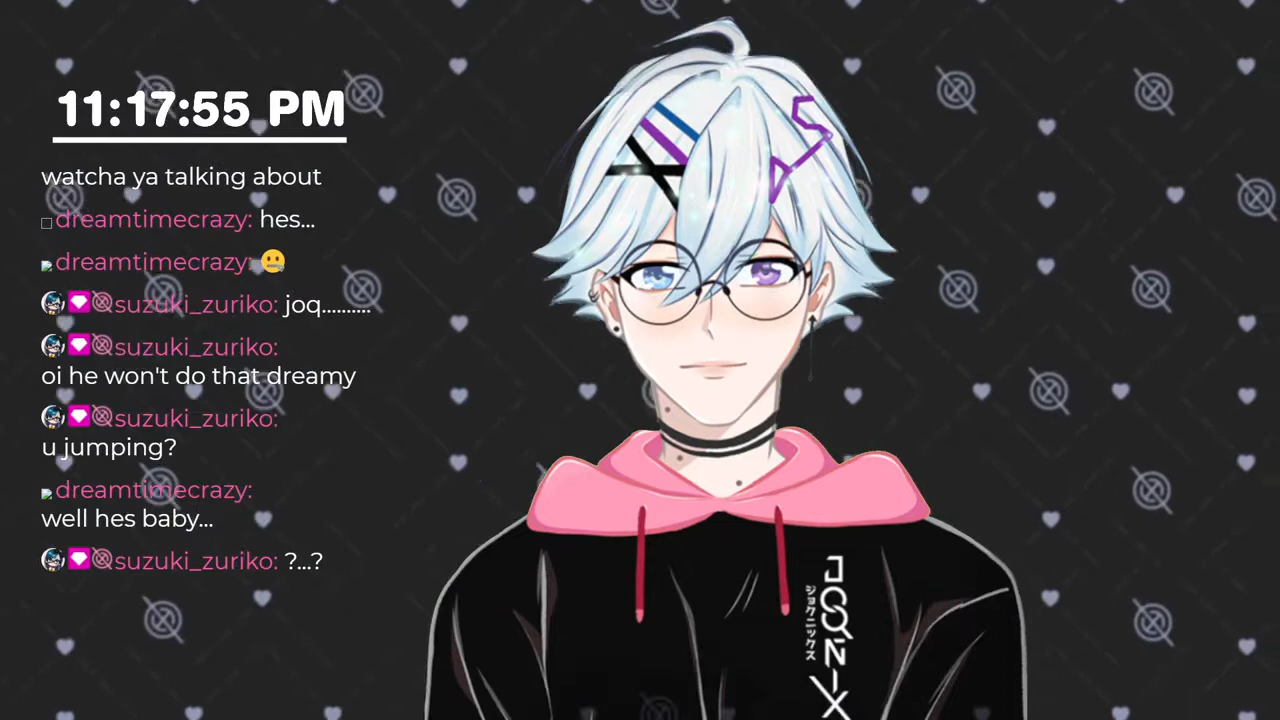 11:17:55 PM
watcha ya talking about
dreamtimecrazy: hes...
dreamtimecrazy: 🤐
suzuki_zuriko: joq..........
suzuki_zuriko:
oi he won't do that dreamy
suzuki_zuriko:
u jumping?
dreamtimecrazy:
well hes baby...
suzuki_zuriko: ?...?
JOQNIX
ジョクニックス